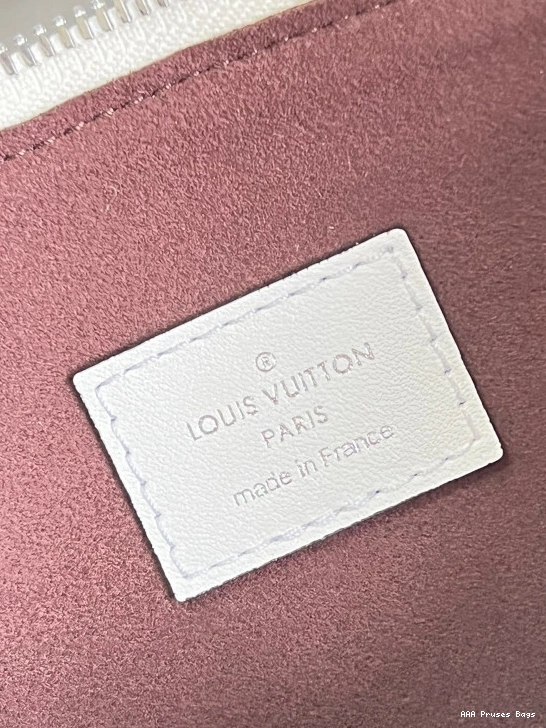 ®
LOUIS VUITTON
PARIS
made in France
AAA Pruses Bags